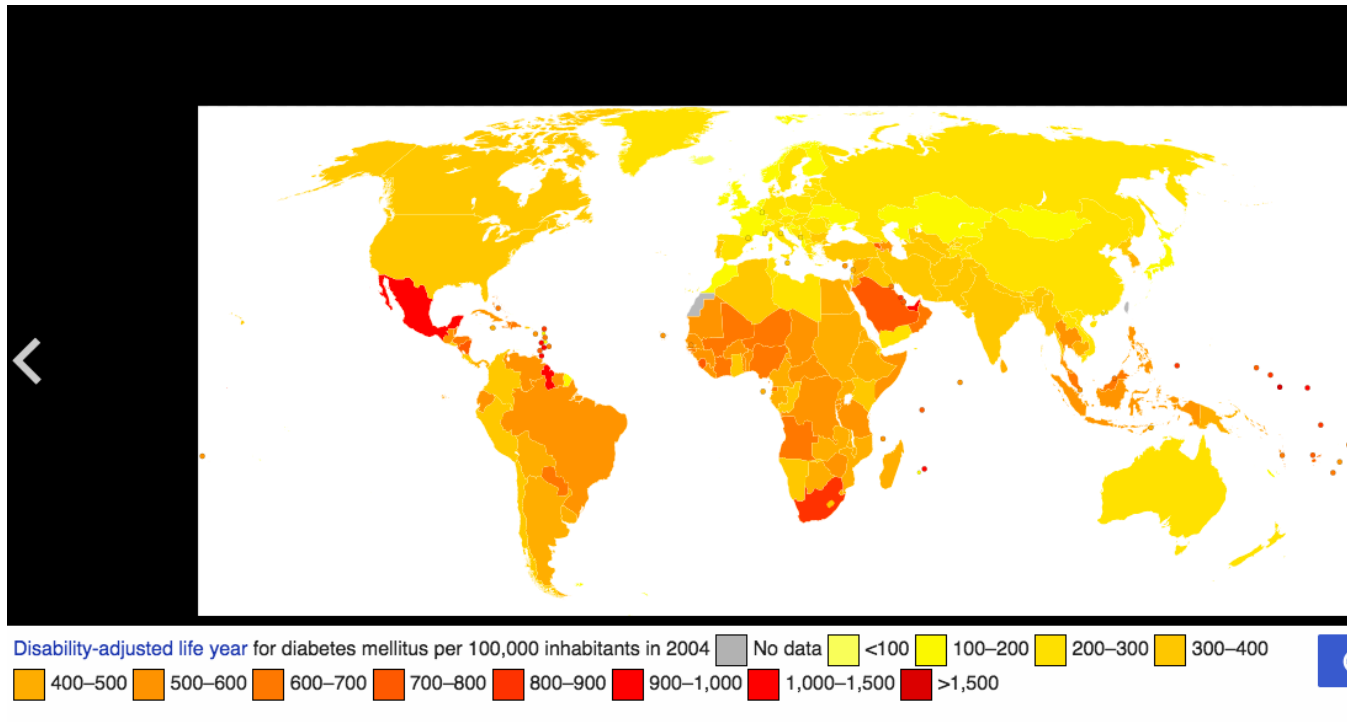 Disability-adjusted life year for diabetes mellitus per 100,000 inhabitants in 2004 No data <100 100–200 200–300 300–400
400–500 500–600 600–700 700–800 800–900 900–1,000 1,000–1,500 >1,500